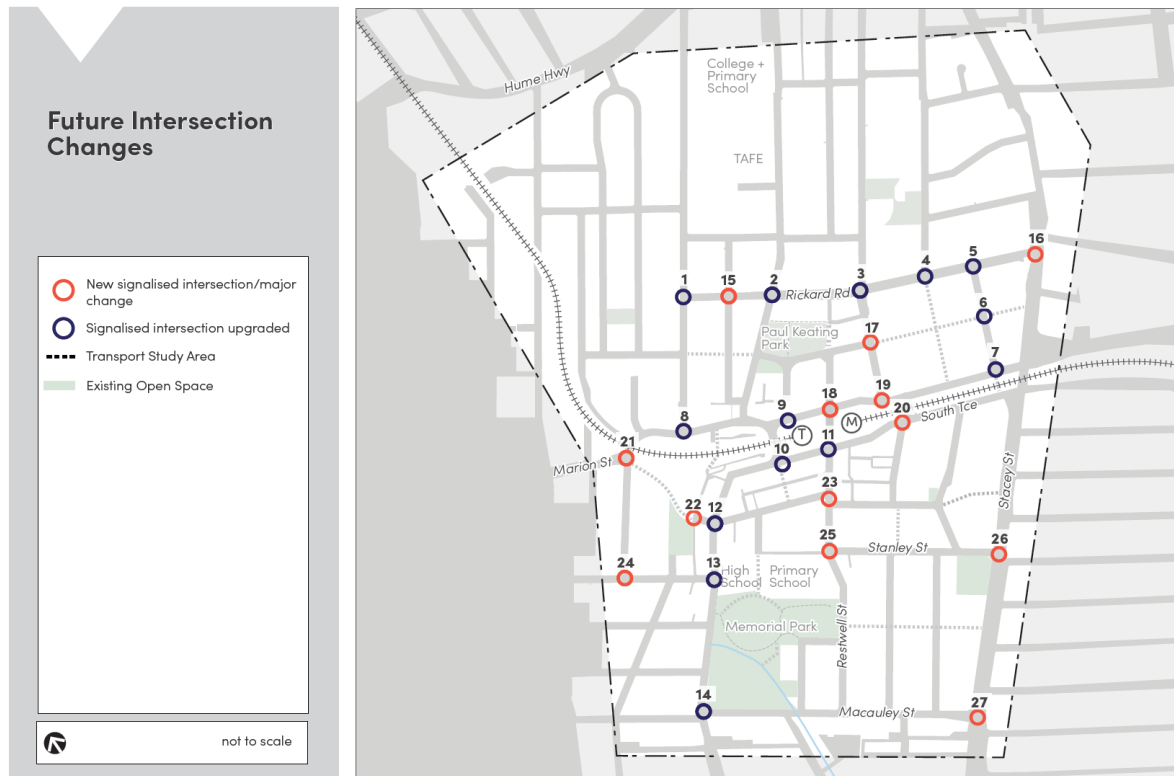 Future Intersection
Changes
New signalised intersection/major
change
Signalised intersection upgraded
Transport Study Area
Existing Open Space
not to scale
Hume Hwy
College +
Primary
School
TAFE
16
5
4
3
2
15
1
Rickard Rd
6
Paul Keating
Park
17
7
19
18
9
8
20
South Tce
M
T
11
10
21
Marion St
Stacey St
23
22
12
25
Stanley St
26
24
13
High
School
Primary
School
Memorial Park
Restwell St
14
Macauley St
27